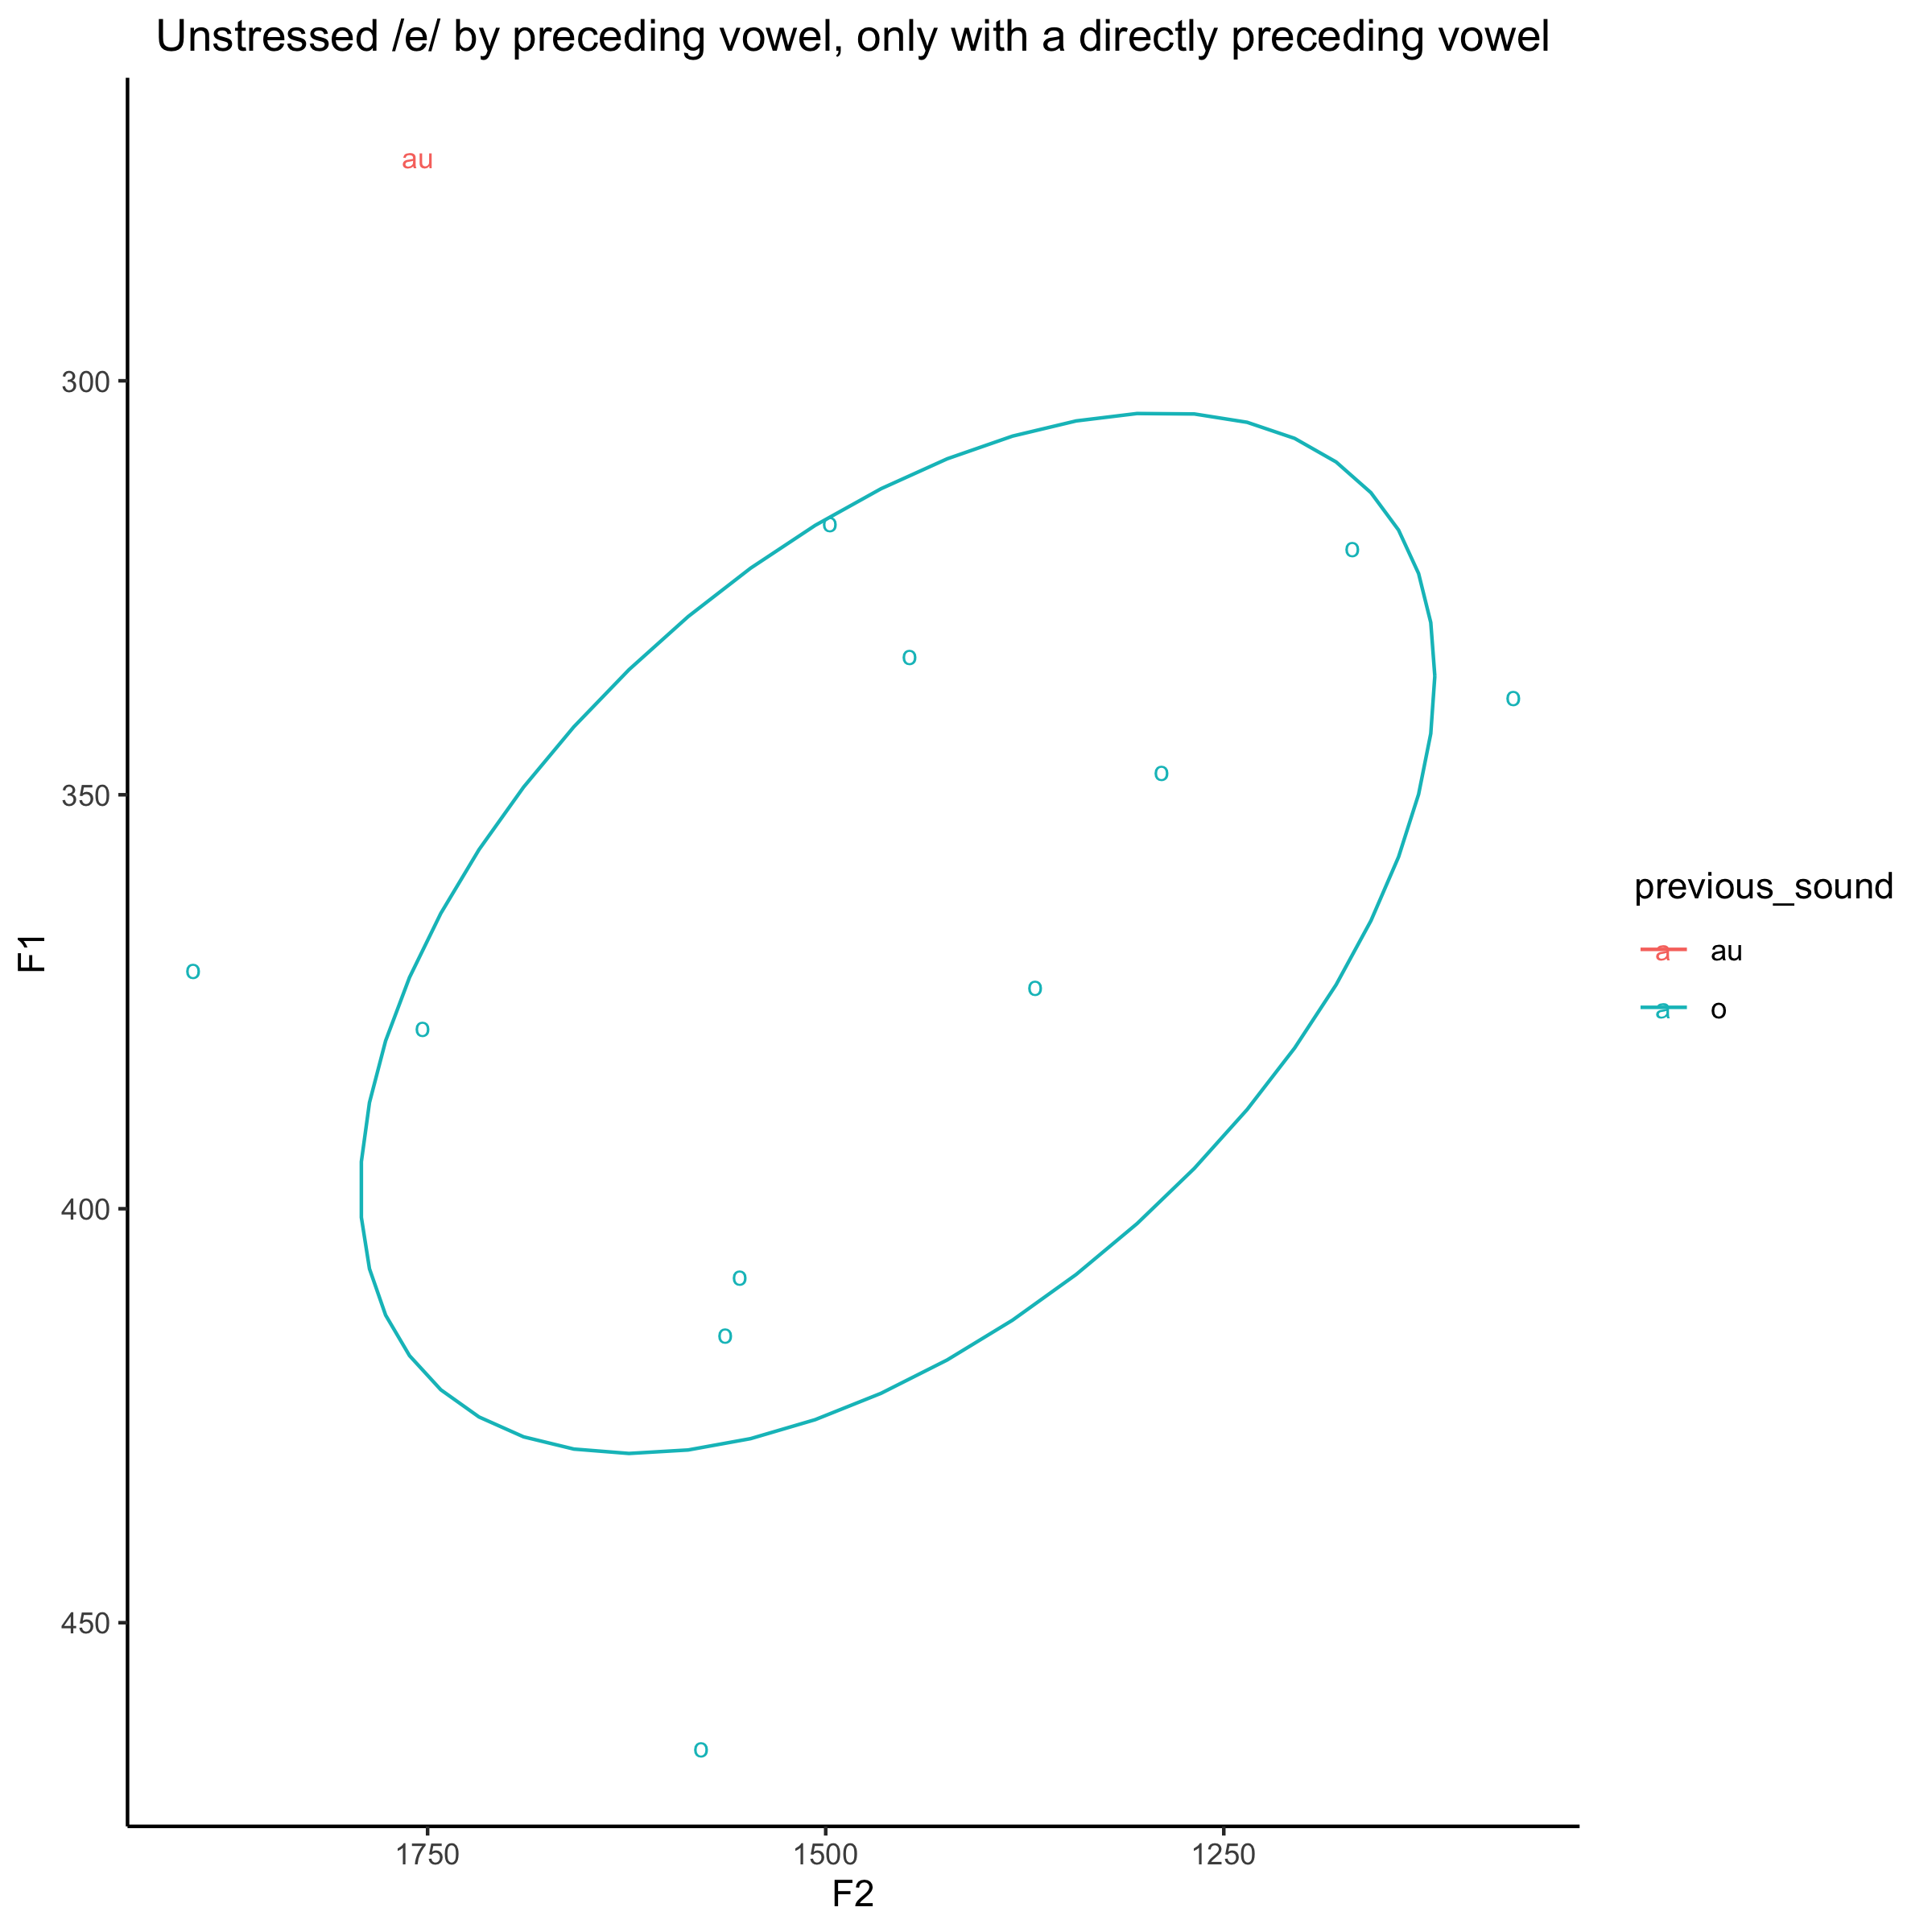 Unstressed /e/ by preceding vowel, only with a directly preceding vowel
au
300
o
o
o
o
350
o
F1
o
o
o
400
o
o
450
o
1750
1500
1250
F2
previous_sound
a au
a o